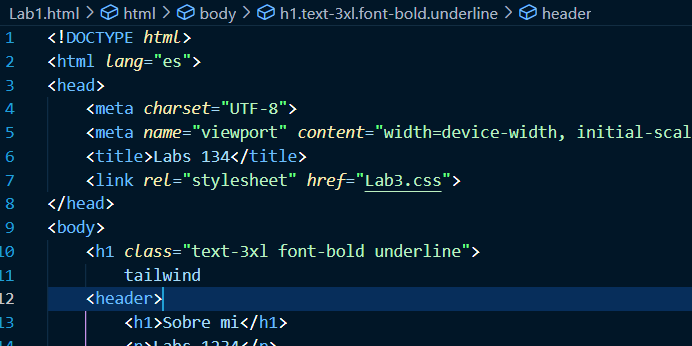 Lab1.html > html > body > h1.text-3xl.font-bold.underline > header
1 <!DOCTYPE html>
2 <html lang="es">
3 <head>
4 <meta charset="UTF-8">
5 <meta name="viewport" content="width=device-width, initial-scal
6 <title>Labs 134</title>
7 <link rel="stylesheet" href="Lab3.css">
8 </head>
9 <body>
10 <h1 class="text-3xl font-bold underline">
11 tailwind
12 <header>
13 <h1>Sobre mi</h1>
<p>Labs 1234</p>